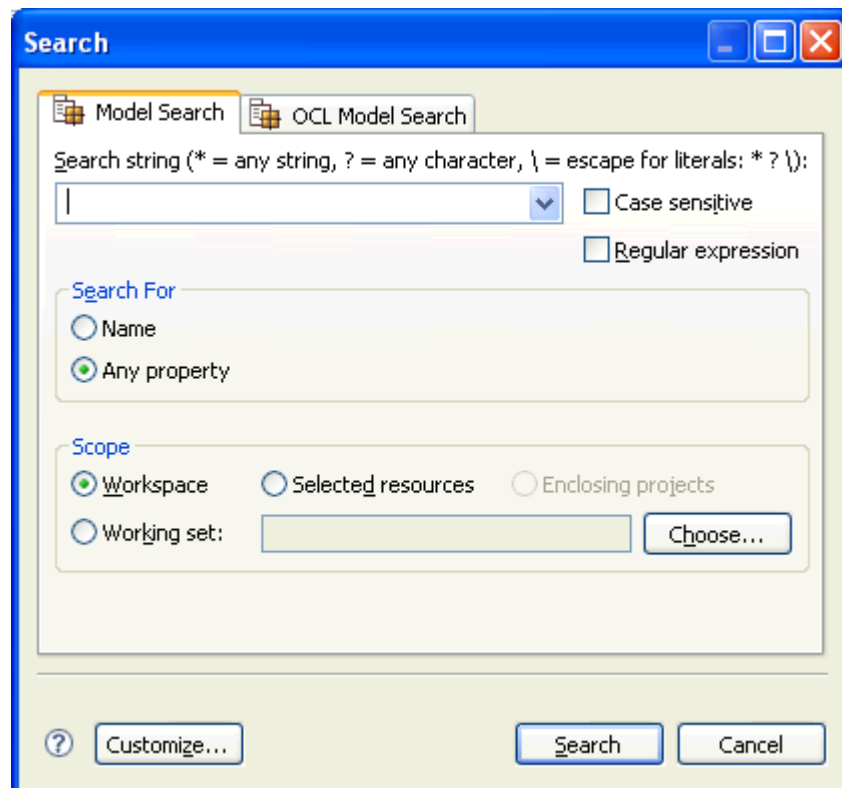 Search
Model Search OCL Model Search
Search string (* = any string, ? = any character, \ = escape for literals: * ? \):
Case sensitive
Regular expression
Search For
Name
Any property
Scope
Workspace Selected resources Enclosing projects
Working set: Choose...
? Customize... Search Cancel